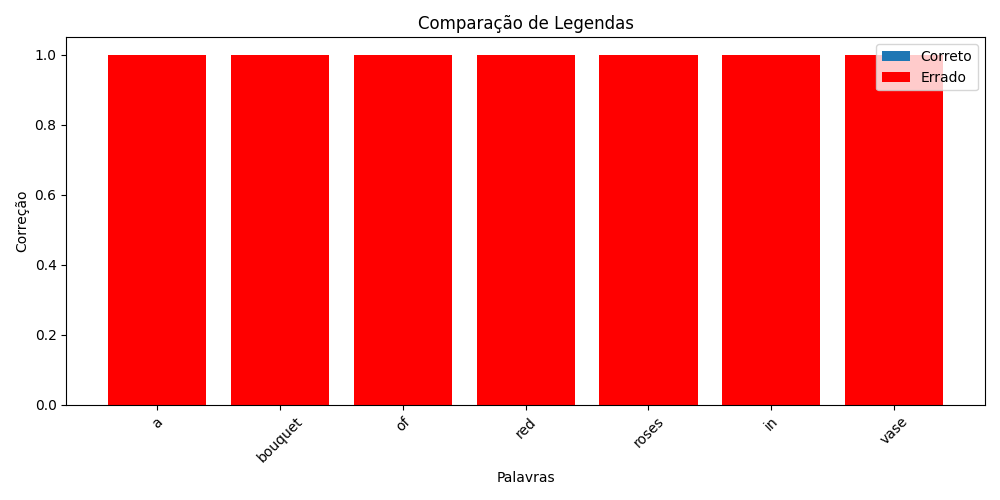 Comparação de Legendas
Correto
Errado
Correção
1.0
0.8
0.6
0.4
0.2
0.0
a
bouquet
of
red
roses
in
vase
Palavras